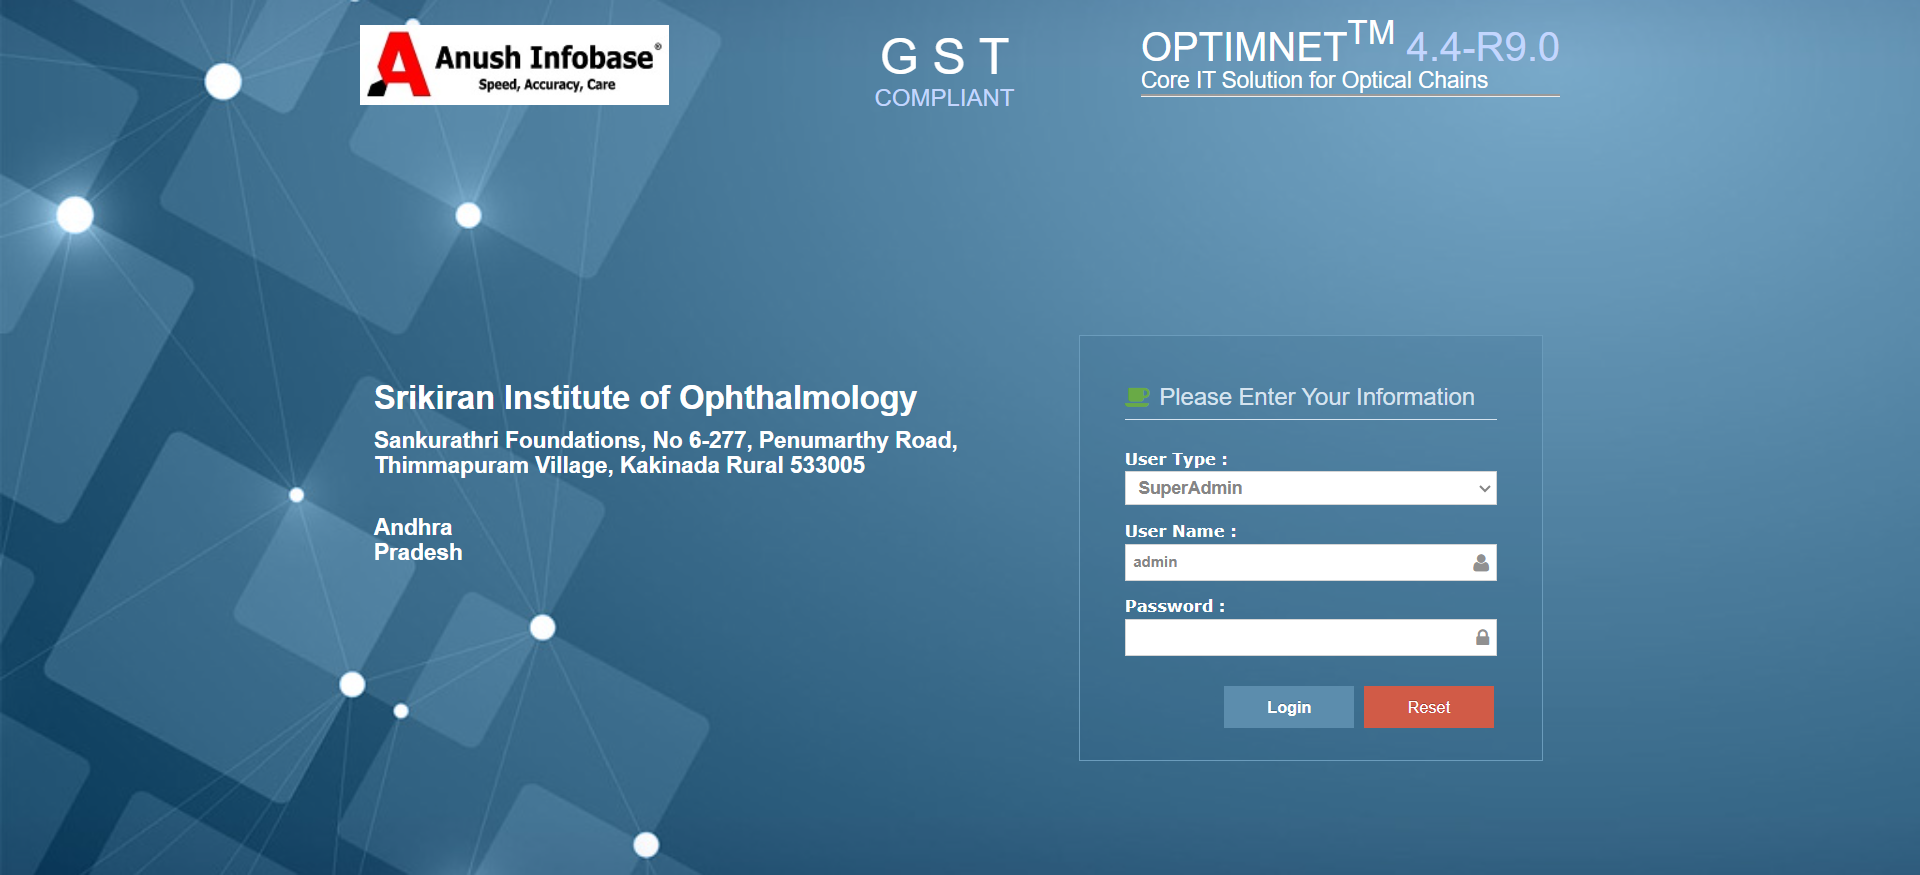 Anush Infobase®
Speed, Accuracy, Care
G S T
COMPLIANT
OPTIMNET™ 4.4-R9.0
Core IT Solution for Optical Chains
Srikiran Institute of Ophthalmology
Sankurathri Foundations, No 6-277, Penumarthy Road,
Thimmapuram Village, Kakinada Rural 533005
Andhra
Pradesh
Please Enter Your Information
User Type :
SuperAdmin
User Name :
admin
Password :
Login
Reset